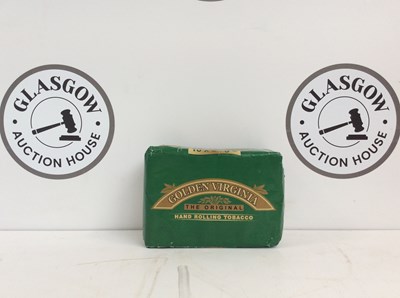 GLASGOW
AUCTION HOUSE
GLASGOW
AUCTION HOUSE
GOLDEN VIRGINIA
THE ORIGINAL
HAND ROLLING TOBACCO